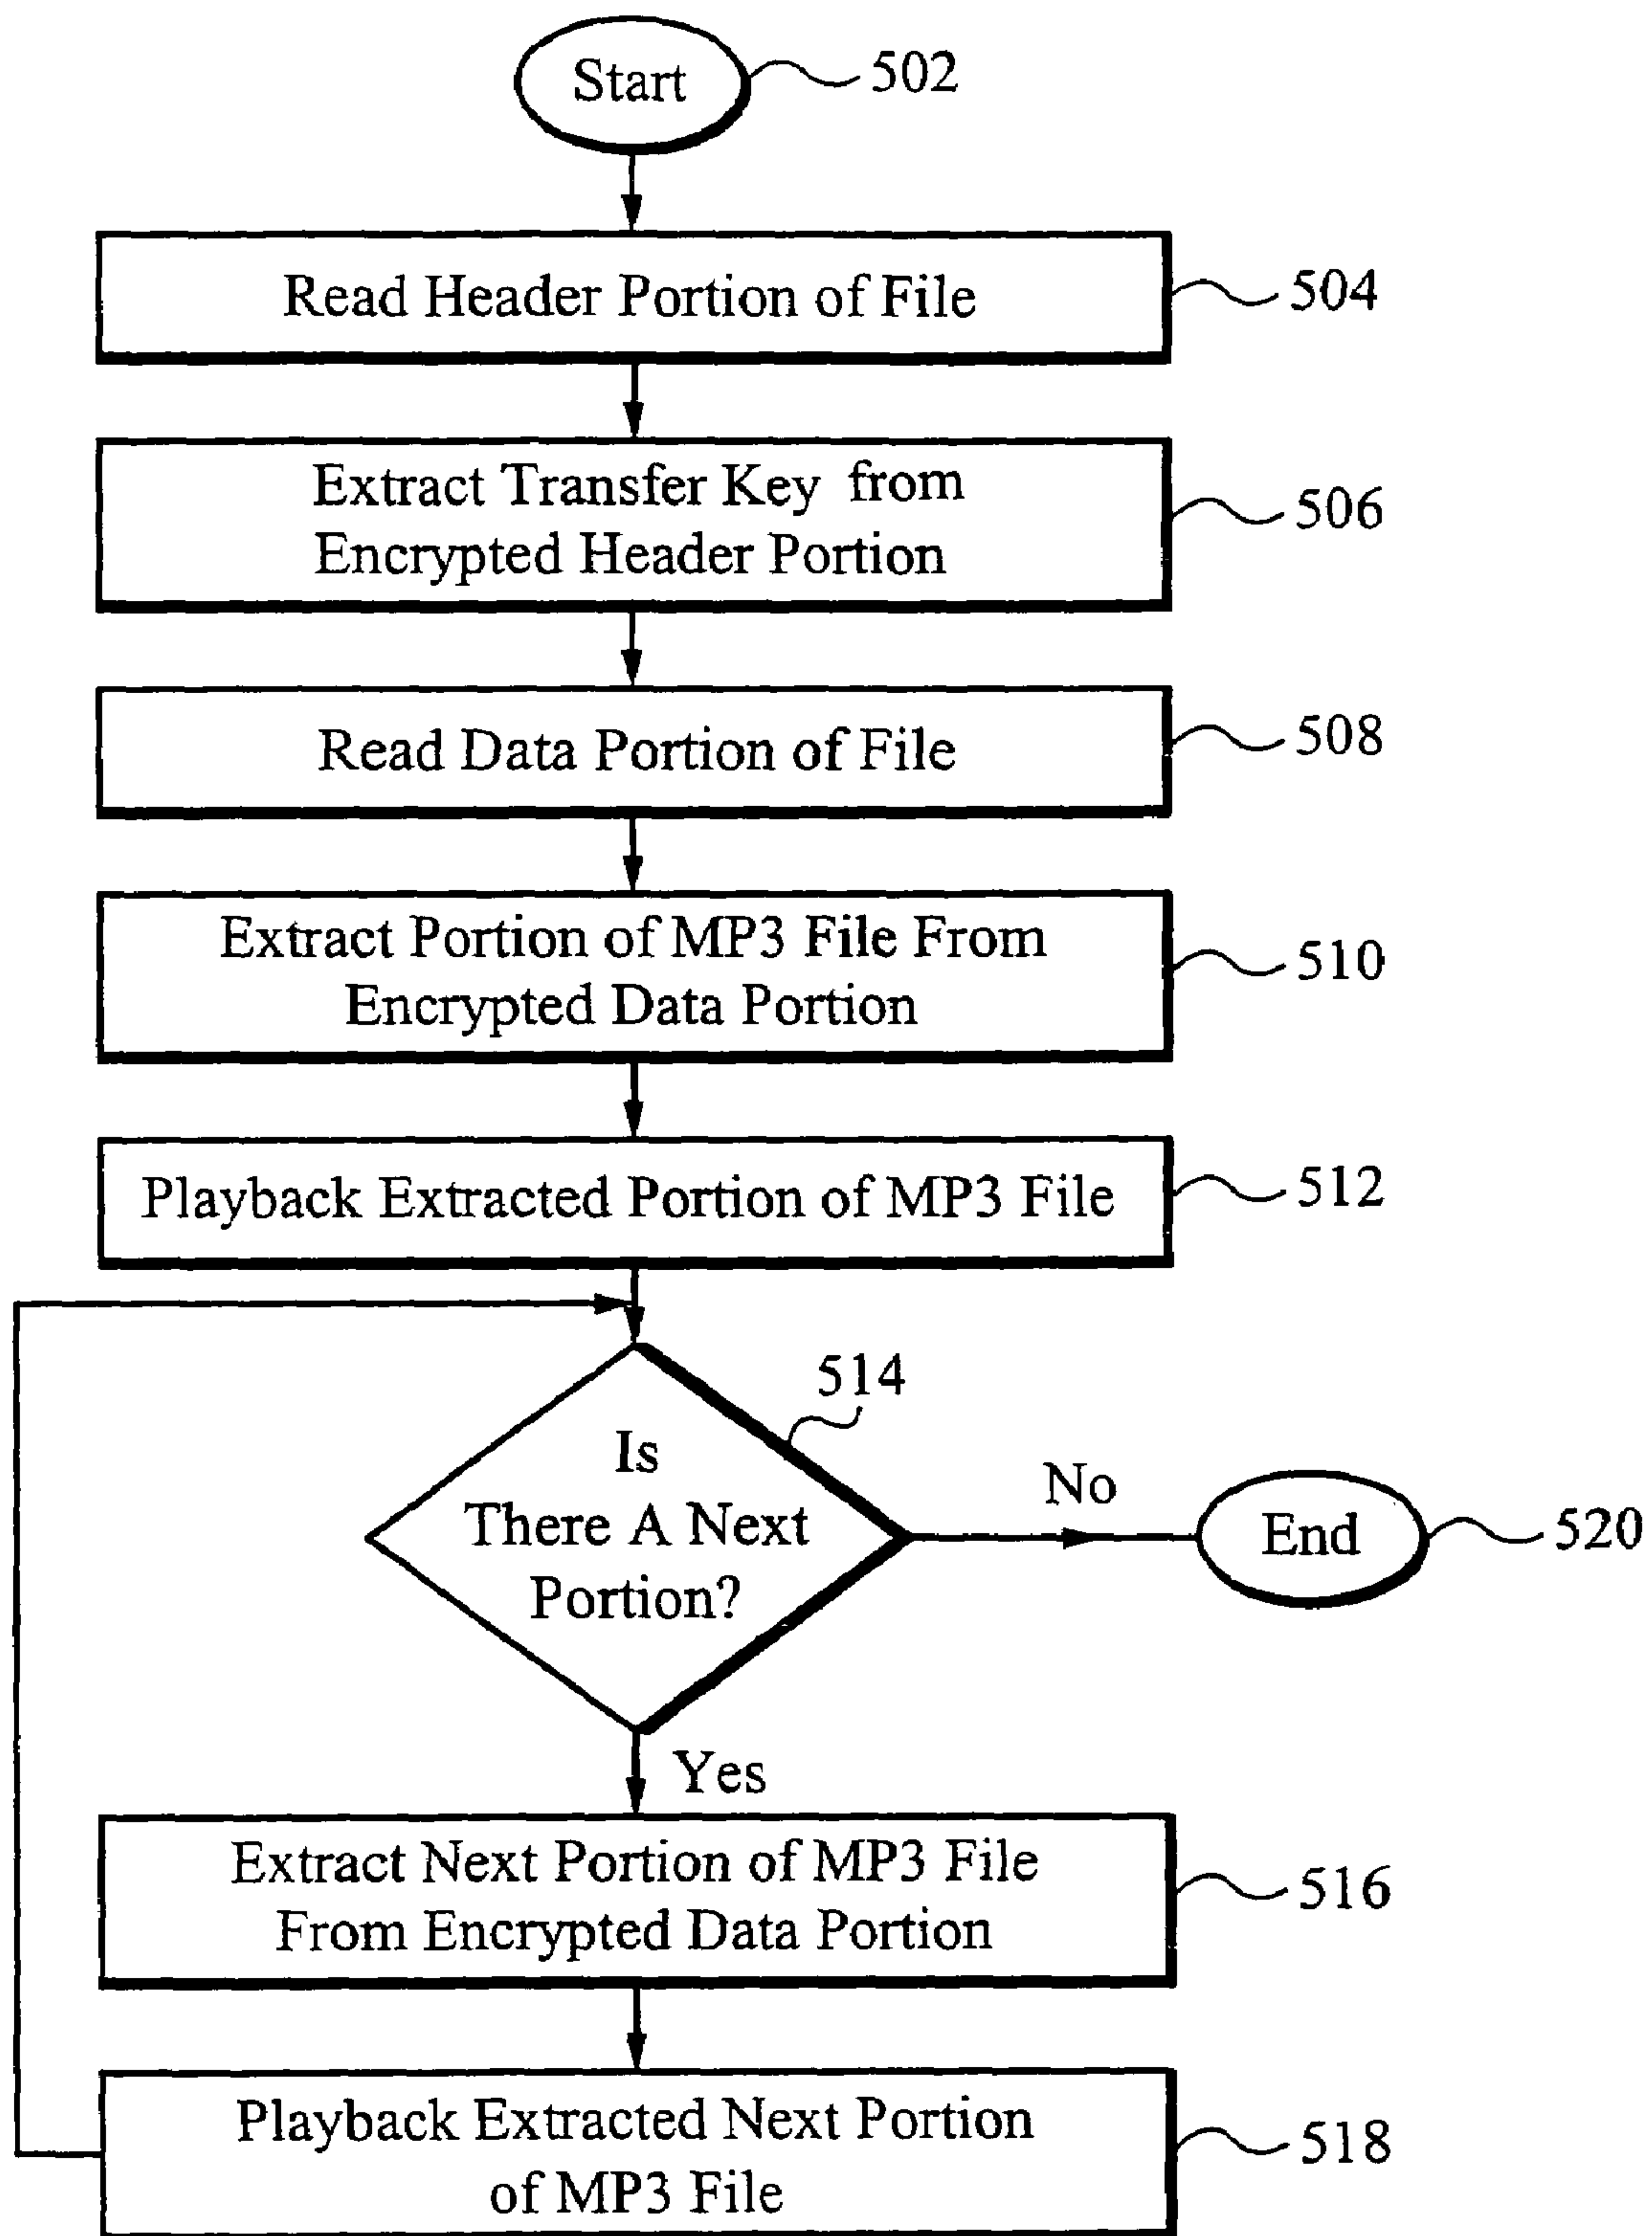 Start
502
Read Header Portion of File
504
Extract Transfer Key from
Encrypted Header Portion
506
Read Data Portion of File
508
Extract Portion of MP3 File From
Encrypted Data Portion
510
Playback Extracted Portion of MP3 File
512
514
Is
There A Next
Portion?
No
End
520
Yes
Extract Next Portion of MP3 File
From Encrypted Data Portion
516
Playback Extracted Next Portion
of MP3 File
518